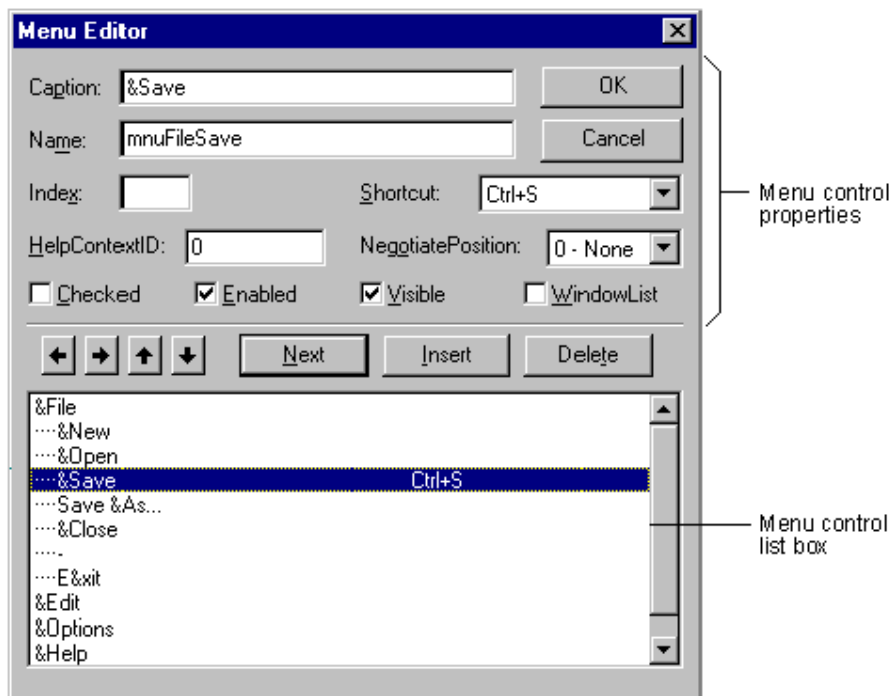 Menu Editor
Caption: &Save OK
Name: mnuFileSave Cancel
Index: Shortcut: Ctrl+S
HelpContextID: 0 NegotiatePosition: 0 - None
Checked Enabled Visible WindowList
Next Insert Delete
&File
····&New
····&Open
····&Save Ctrl+S
····Save &As...
····&Close
····-
····E&xit
&Edit
&Options
&Help
Menu control
properties
Menu control
list box